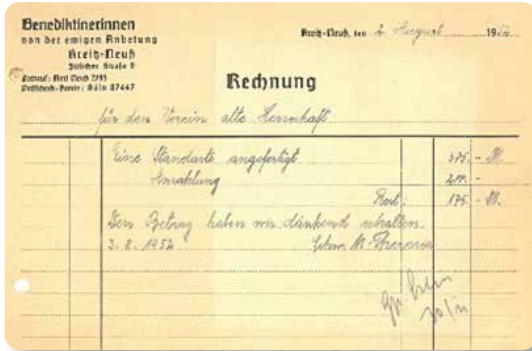 Benediktinerinnen
von der ewigen Anbetung
Kreitz-Neuß
Jülicher Straße 9
Fernruf: Amt Neuß
Postscheck-Konto: Köln 87447
Kreitz-Neuß, den 2. August 1952
Rechnung
für den Verein alte Herrschaft
Eine Standarte angefertigt 375.- M.
Anzahlung 200.-
Rest: 175.- M.
Den Betrag haben wir dankend erhalten.
3. 8. 1952 Schw. M. Theresia